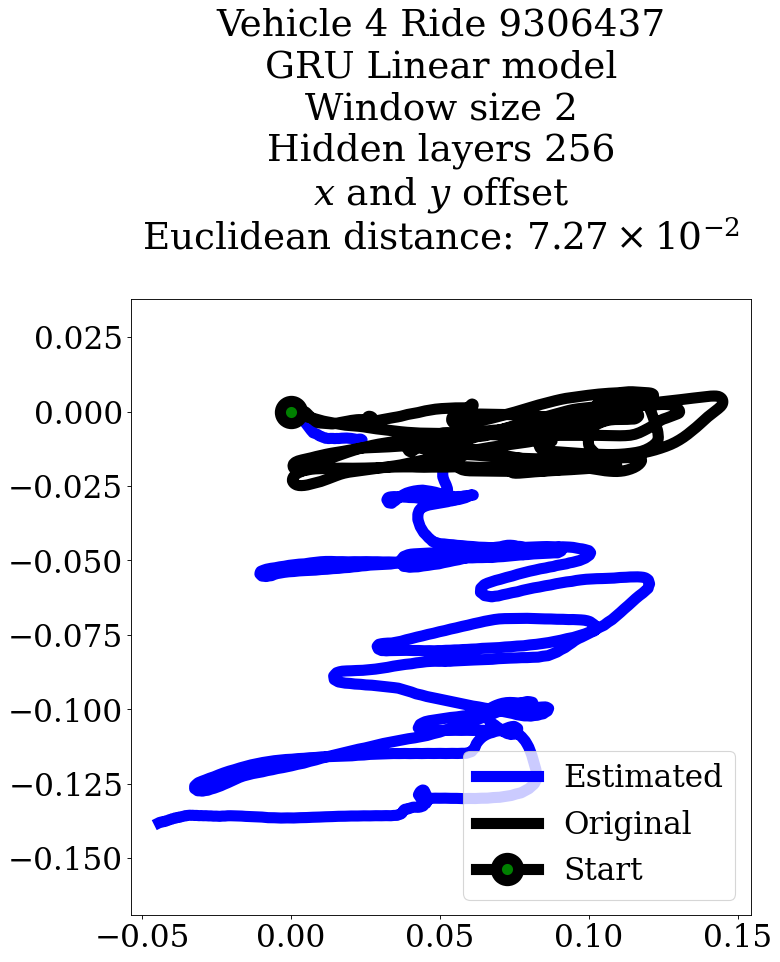 Vehicle 4 Ride 9306437
GRU Linear model
Window size 2
Hidden layers 256
x and y offset
Euclidean distance: 7.27 × 10⁻²
0.025
0.000
−0.025
−0.050
−0.075
−0.100
−0.125
−0.150
Estimated
Original
Start
−0.05 0.00 0.05 0.10 0.15